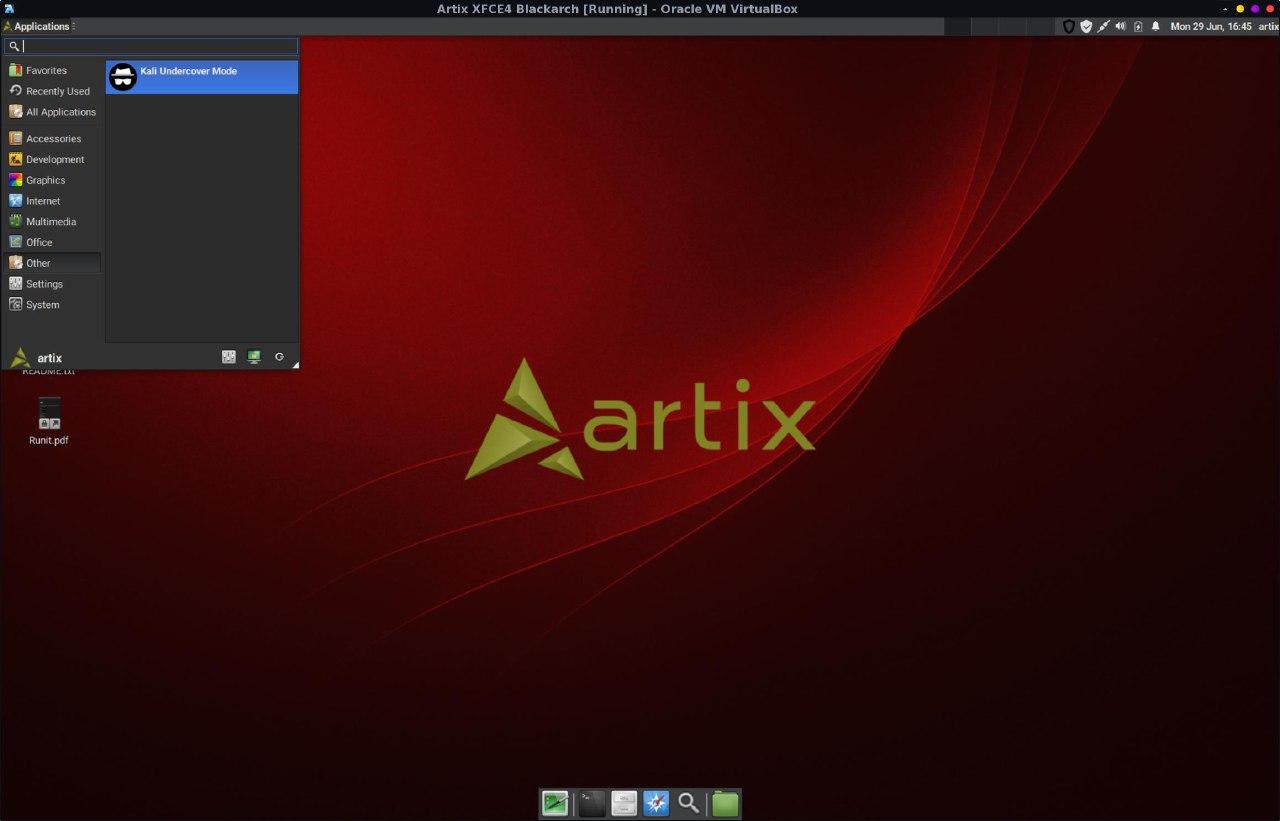 Artix XFCE4 Blackarch [Running] - Oracle VM VirtualBox
Applications
Mon 29 Jun, 16:45
artix
Favorites
Recently Used
All Applications
Accessories
Development
Graphics
Internet
Multimedia
Office
Other
Settings
System
Kali Undercover Mode
artix
README.txt
Runit.pdf
artix